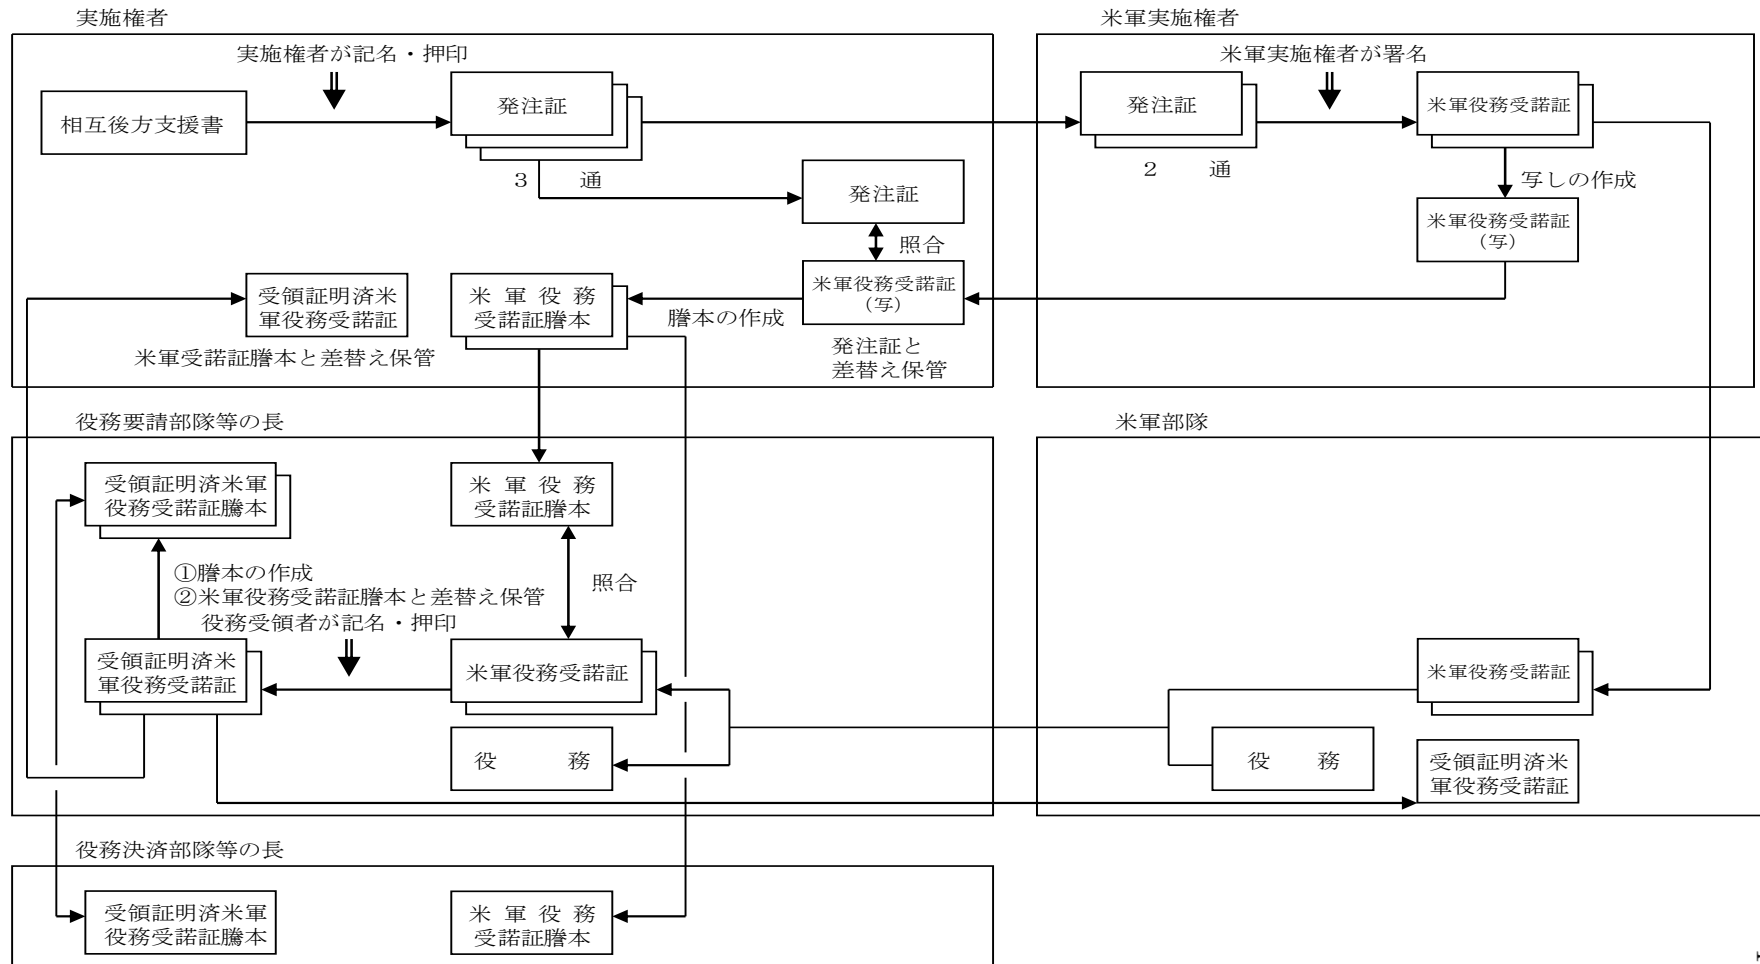 実施権者
米軍実施権者
実施権者が記名・押印
米軍実施権者が署名
相互後方支援書
発注証
発注証
米軍役務受諾証
3 通
2 通
発注証
写しの作成
米軍役務受諾証
(写)
照合
受領証明済米
軍役務受諾証
米軍役務
受諾証謄本
米軍役務受諾証
(写)
謄本の作成
米軍受諾証謄本と差替え保管
発注証と
差替え保管
役務要請部隊等の長
米軍部隊
受領証明済米軍
役務受諾証謄本
米軍役務
受諾証謄本
①謄本の作成
②米軍役務受諾証謄本と差替え保管
役務受領者が記名・押印
照合
受領証明済米
軍役務受諾証
米軍役務受諾証
米軍役務受諾証
役 務
役 務
受領証明済米
軍役務受諾証
役務決済部隊等の長
受領証明済米軍
役務受諾証謄本
米軍役務
受諾証謄本